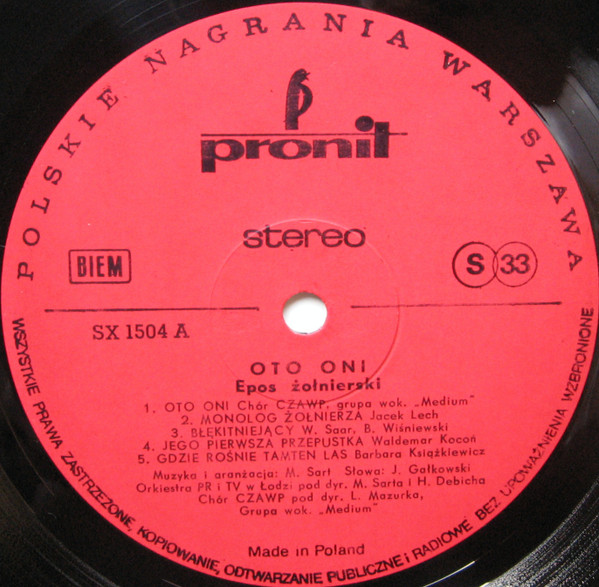 POLSKIE NAGRANIA WARSZAWA
pronit
stereo
BIEM
S 33
SX 1504 A
OTO ONI
Epos żołnierski
1. OTO ONI Chór CZAWP, grupa wok. „Medium"
2. MONOLOG ŻOŁNIERZA Jacek Lech
3. BŁĘKITNIEJĄCY W. Saar, B. Wiśniewski
4. JEGO PIERWSZA PRZEPUSTKA Waldemar Kocoń
5. GDZIE ROŚNIE TAMTEN LAS Barbara Książkiewicz
Muzyka i aranżacja: M. Sart Słowa: J. Gałkowski
Orkiestra PR i TV w Łodzi pod dyr. M. Sarta i H. Debicha
Chór CZAWP pod dyr. L. Mazurka,
Grupa wok. „Medium"
Made in Poland
WSZYSTKIE PRAWA ZASTRZEŻONE, KOPIOWANIE, ODTWARZANIE PUBLICZNE i RADIOWE BEZ UPOWAŻNIENIA WZBRONIONE